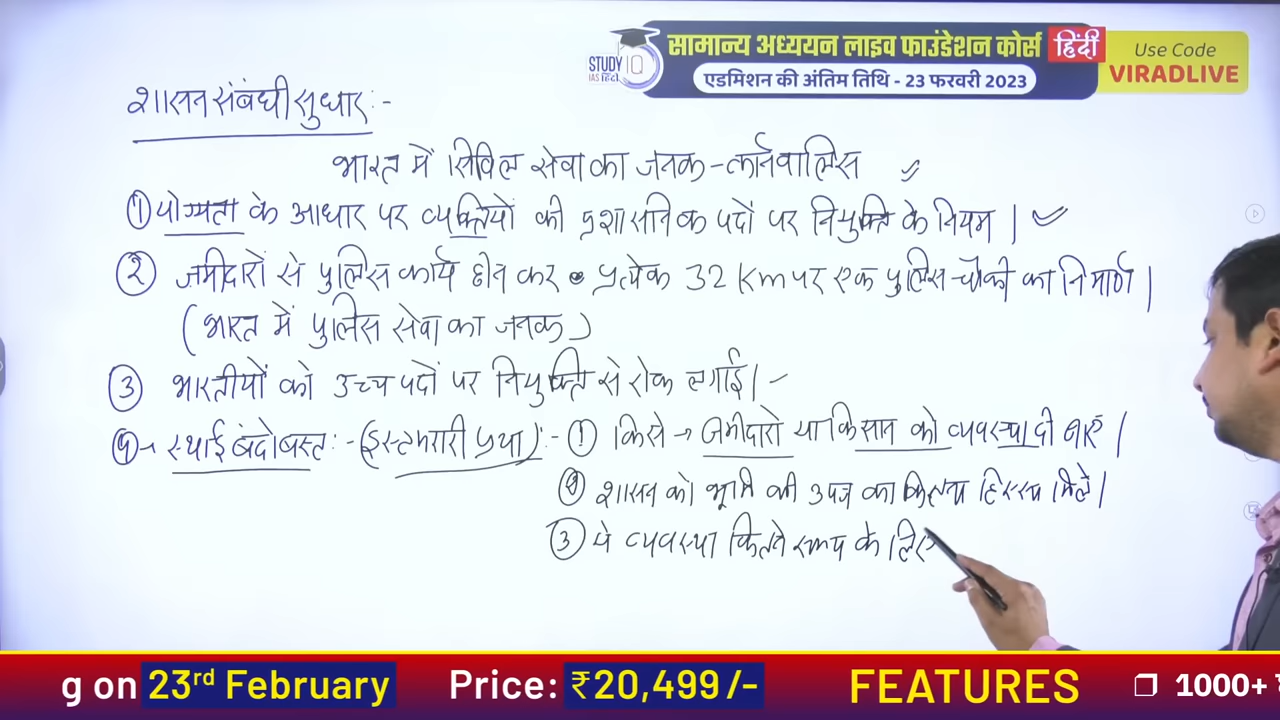 STUDY IQ
IAS हिंदी
सामान्य अध्ययन लाइव फाउंडेशन कोर्स हिंदी
एडमिशन की अंतिम तिथि - 23 फरवरी 2023
Use Code
VIRADLIVE
शासन संबंधी सुधार :-
भारत में सिविल सेवा का जनक - कार्नवालिस
① योग्यता के आधार पर व्यक्तियों की प्रशासनिक पदों पर नियुक्ति के नियम।
② जमीदारों से पुलिस कार्य छीन कर प्रत्येक 32 km पर एक पुलिस चौकी का निर्माण।
(भारत में पुलिस सेवा का जनक)
③ भारतीयों को उच्च पदों पर नियुक्ति से रोक लगाई।
④→ स्थाई बंदोबस्त :- (इस्तमरारी प्रथा) :- ① किसे → जमीदारो या किसान को व्यवस्था दी जाए।
② शासन को भूमि की उपज का कितना हिस्सा मिले।
③ ये व्यवस्था कितने समय के लिए
g on 23rd February Price: ₹20,499/- FEATURES 1000+